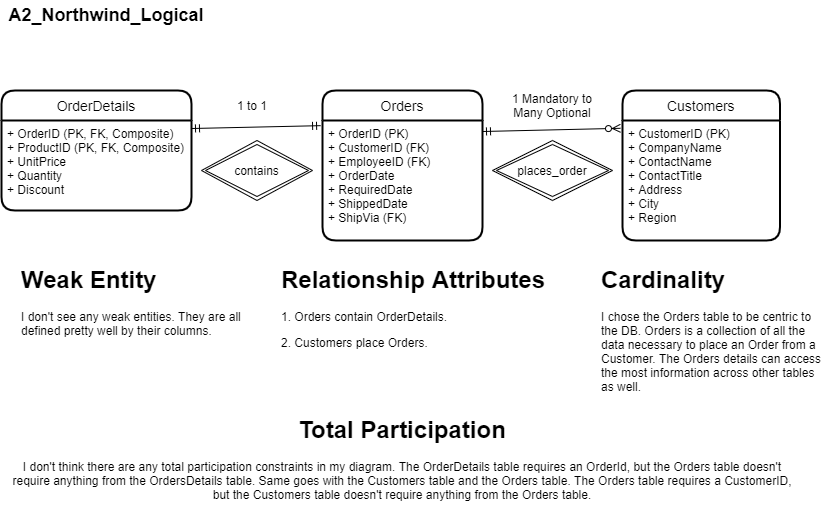 A2_Northwind_Logical
OrderDetails
+ OrderID (PK, FK, Composite)
+ ProductID (PK, FK, Composite)
+ UnitPrice
+ Quantity
+ Discount
1 to 1
contains
Orders
+ OrderID (PK)
+ CustomerID (FK)
+ EmployeeID (FK)
+ OrderDate
+ RequiredDate
+ ShippedDate
+ ShipVia (FK)
1 Mandatory to
Many Optional
places_order
Customers
+ CustomerID (PK)
+ CompanyName
+ ContactName
+ ContactTitle
+ Address
+ City
+ Region
Weak Entity
I don't see any weak entities. They are all
defined pretty well by their columns.
Relationship Attributes
1. Orders contain OrderDetails.
2. Customers place Orders.
Cardinality
I chose the Orders table to be centric to
the DB. Orders is a collection of all the
data necessary to place an Order from a
Customer. The Orders details can access
the most information across other tables
as well.
Total Participation
I don't think there are any total participation constraints in my diagram. The OrderDetails table requires an OrderId, but the Orders table doesn't
require anything from the OrdersDetails table. Same goes with the Customers table and the Orders table. The Orders table requires a CustomerID,
but the Customers table doesn't require anything from the Orders table.